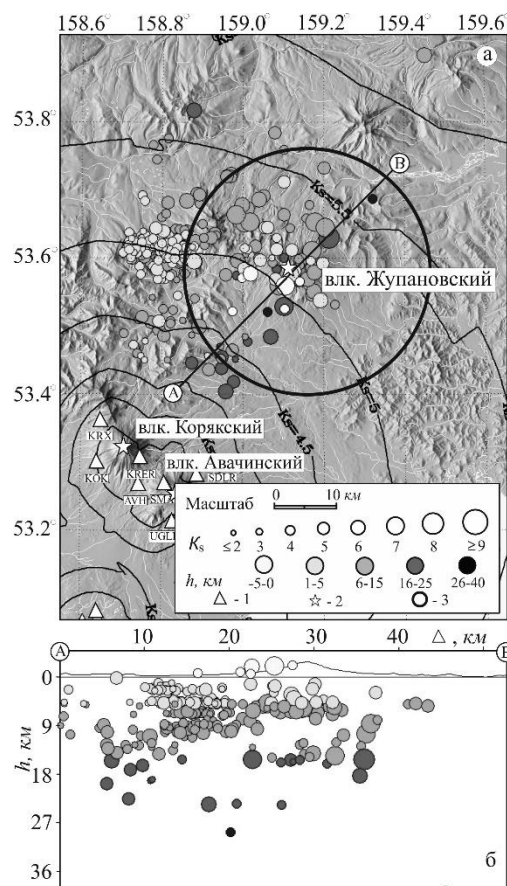 158.6° 158.8° 159.0° 159.2° 159.4° 159.6°
а
53.8°
B
Ks=5.5
53.6°
влк. Жупановский
Ks=5
A
53.4°
Ks=4.5
влк. Корякский
KRX
KRER
влк. Авачинский
KOK
SDLR
AVH
SMA
UGL
53.2°
Масштаб 0 10 км
Ks ≤2 3 4 5 6 7 8 ≥9
h, км -5-0 1-5 6-15 16-25 26-40
- 1 - 2 - 3
A 10 20 30 40 Δ, км B
0
9
18
27
36
h, км
б